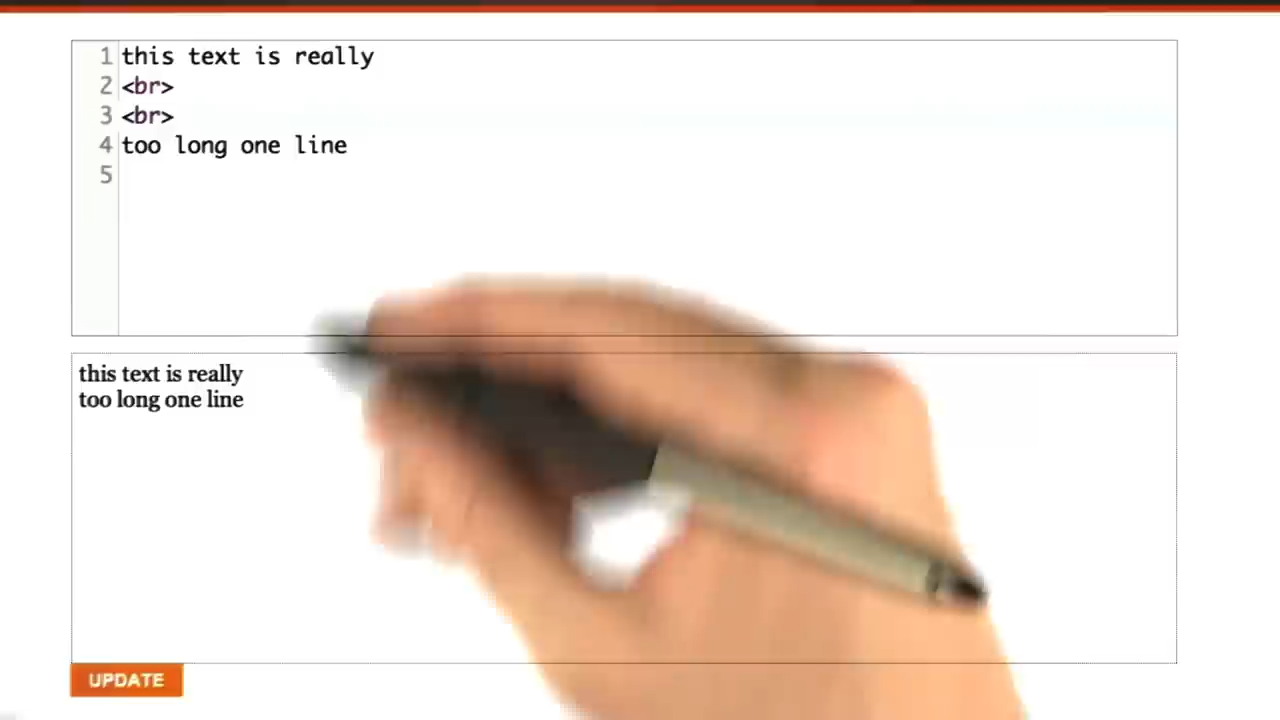 1 this text is really
2 <br>
3 <br>
4 too long one line
5
this text is really
too long one line
UPDATE